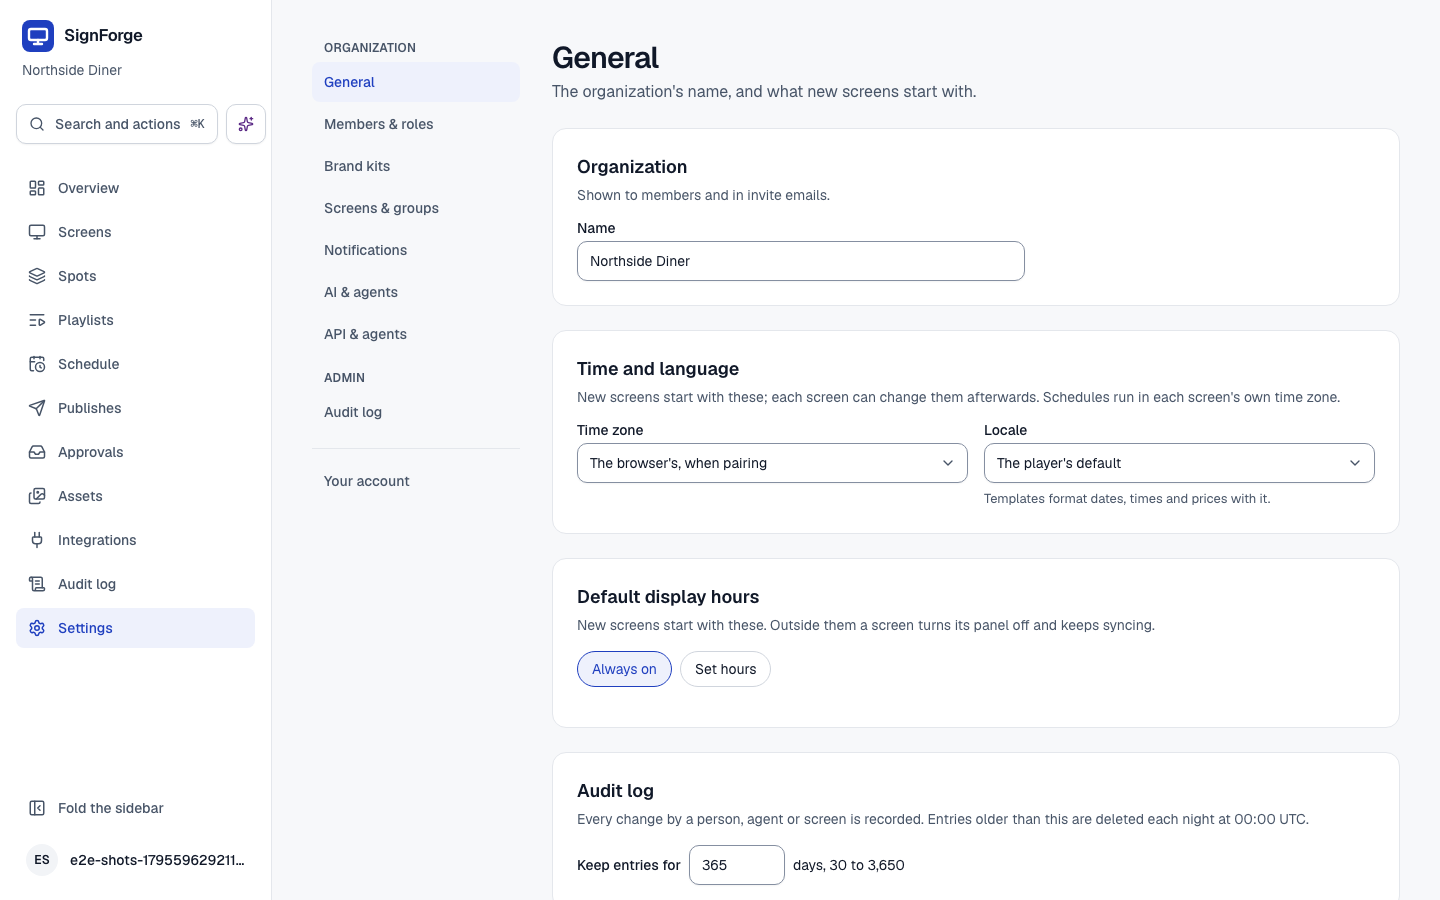 SignForge
Northside Diner
Search and actions ⌘K
Overview
Screens
Spots
Playlists
Schedule
Publishes
Approvals
Assets
Integrations
Audit log
Settings
Fold the sidebar
ES e2e-shots-179559629211...
ORGANIZATION
General
Members & roles
Brand kits
Screens & groups
Notifications
AI & agents
API & agents
ADMIN
Audit log
Your account
General
The organization's name, and what new screens start with.
Organization
Shown to members and in invite emails.
Name
Northside Diner
Time and language
New screens start with these; each screen can change them afterwards. Schedules run in each screen's own time zone.
Time zone
The browser's, when pairing
Locale
The player's default
Templates format dates, times and prices with it.
Default display hours
New screens start with these. Outside them a screen turns its panel off and keeps syncing.
Always on Set hours
Audit log
Every change by a person, agent or screen is recorded. Entries older than this are deleted each night at 00:00 UTC.
Keep entries for 365 days, 30 to 3,650